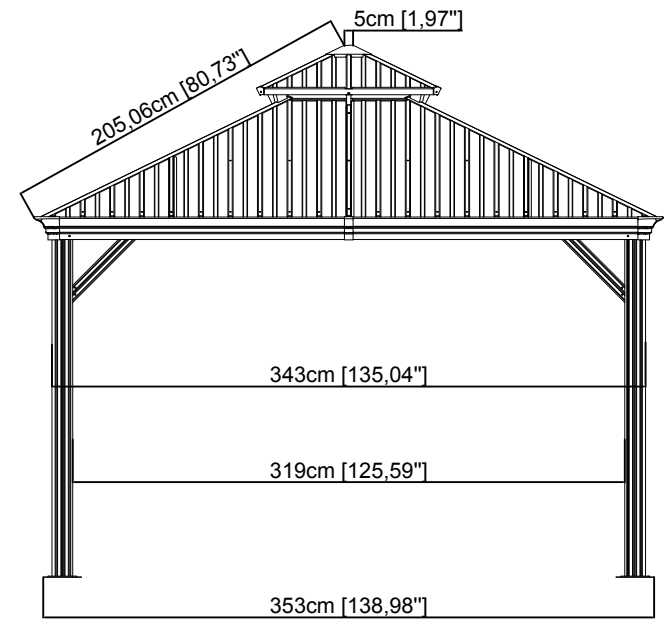 5cm [1,97"]
205,06cm [80,73"]
343cm [135,04"]
319cm [125,59"]
353cm [138,98"]